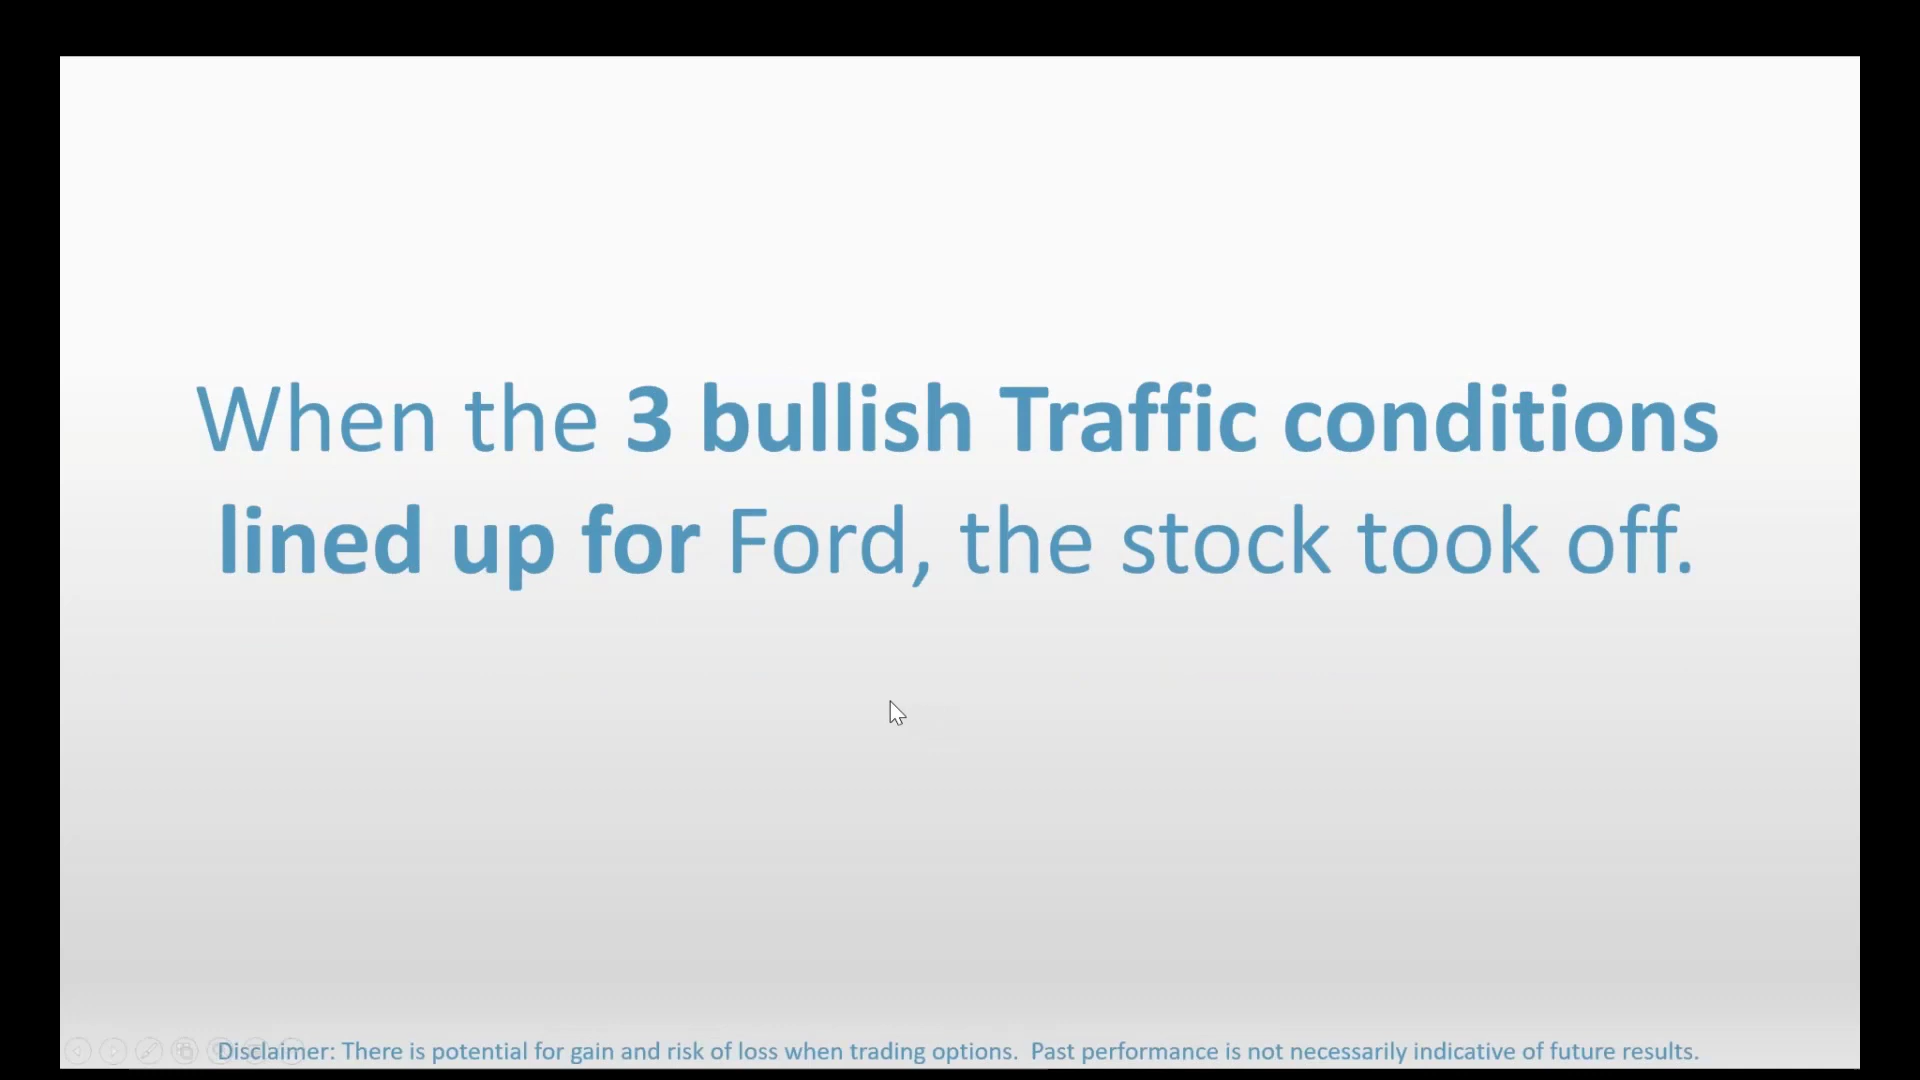 When the 3 bullish Traffic conditions
lined up for Ford, the stock took off.
Disclaimer: There is potential for gain and risk of loss when trading options.  Past performance is not necessarily indicative of future results.